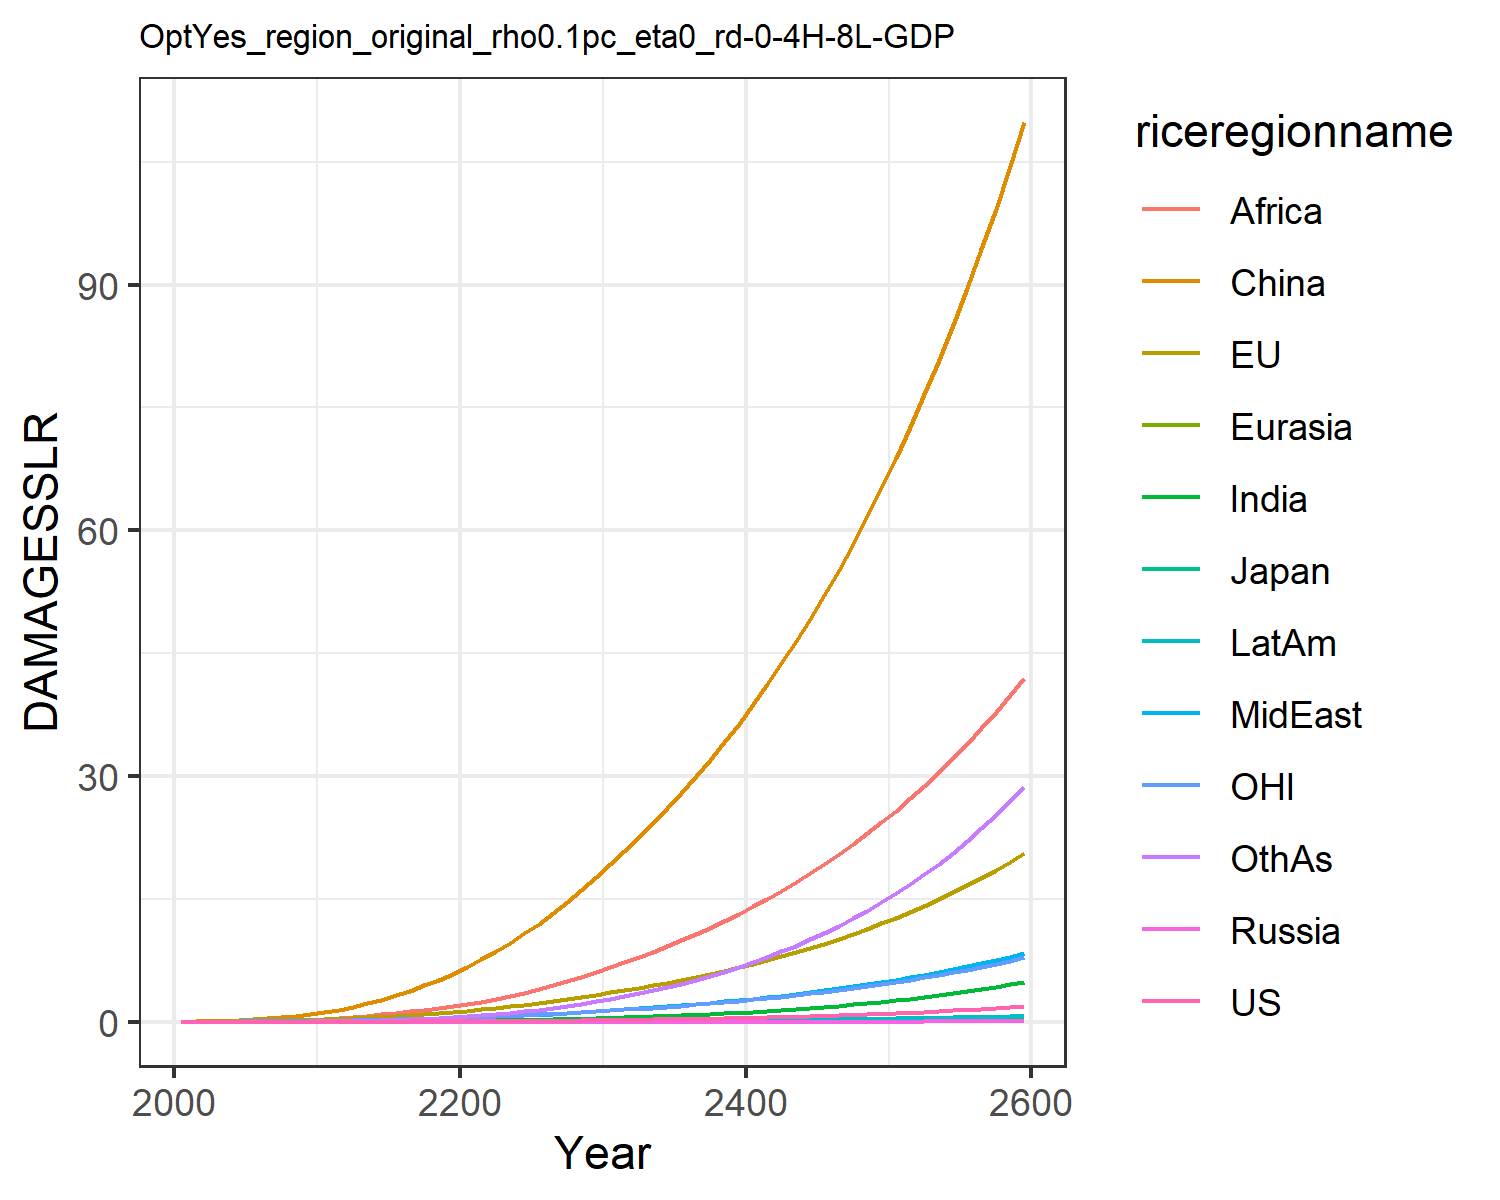 OptYes_region_original_rho0.1pc_eta0_rd-0-4H-8L-GDP
DAMAGESSLR
90
60
30
0
2000
2200
2400
2600
Year
riceregionname
Africa
China
EU
Eurasia
India
Japan
LatAm
MidEast
OHI
OthAs
Russia
US